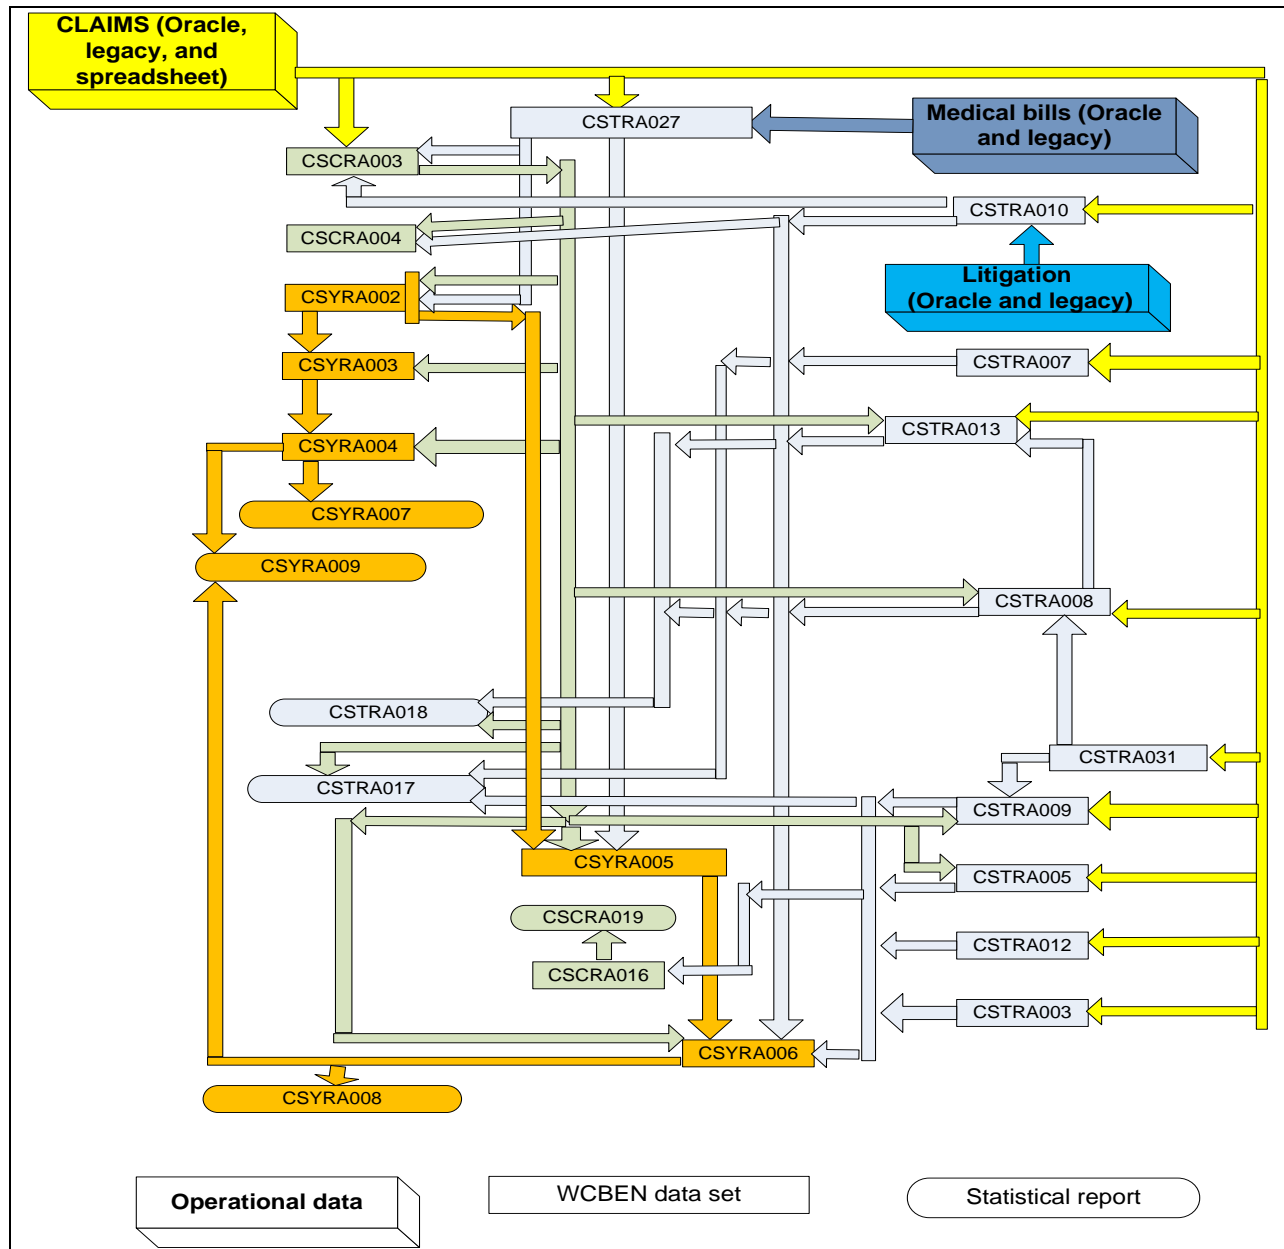 CLAIMS (Oracle,
legacy, and
spreadsheet)
CSTRA027
Medical bills (Oracle
and legacy)
CSCRA003
CSTRA010
CSCRA004
Litigation
(Oracle and legacy)
CSYRA002
CSYRA003
CSTRA007
CSYRA004
CSTRA013
CSYRA007
CSYRA009
CSTRA008
CSTRA018
CSTRA031
CSTRA017
CSTRA009
CSYRA005
CSTRA005
CSCRA019
CSTRA012
CSCRA016
CSTRA003
CSYRA006
CSYRA008
Operational data
WCBEN data set
Statistical report